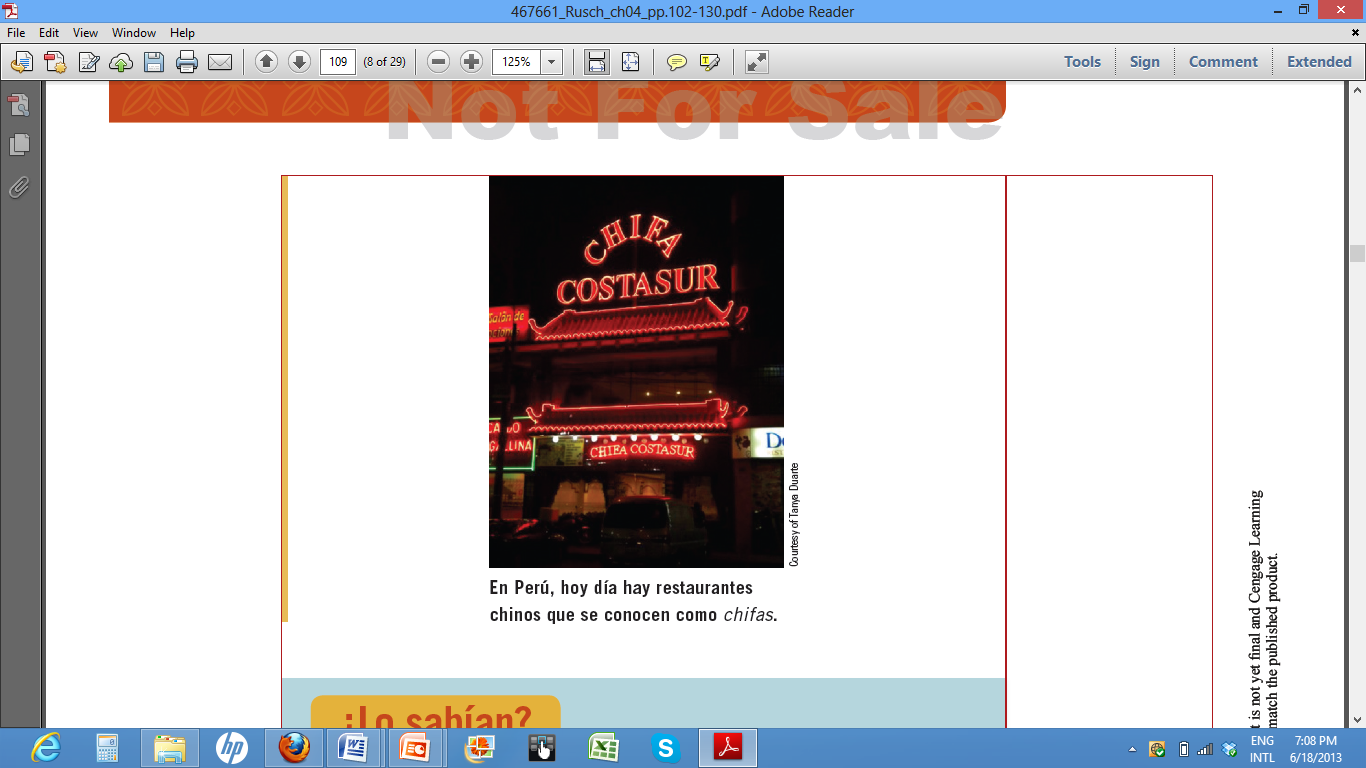 467661_Rusch_ch04_pp.102-130.pdf - Adobe Reader
File Edit View Window Help
109 (8 of 29) 125% Tools Sign Comment Extended
Not For Sale
CHIFA
COSTASUR
Salón de
CHIFA COSTASUR
Courtesy of Tanya Duarte
En Perú, hoy día hay restaurantes
chinos que se conocen como chifas.
¿Lo sabían?
t is not yet final and Cengage Learning
match the published product.
ENG 7:08 PM
INTL 6/18/2013